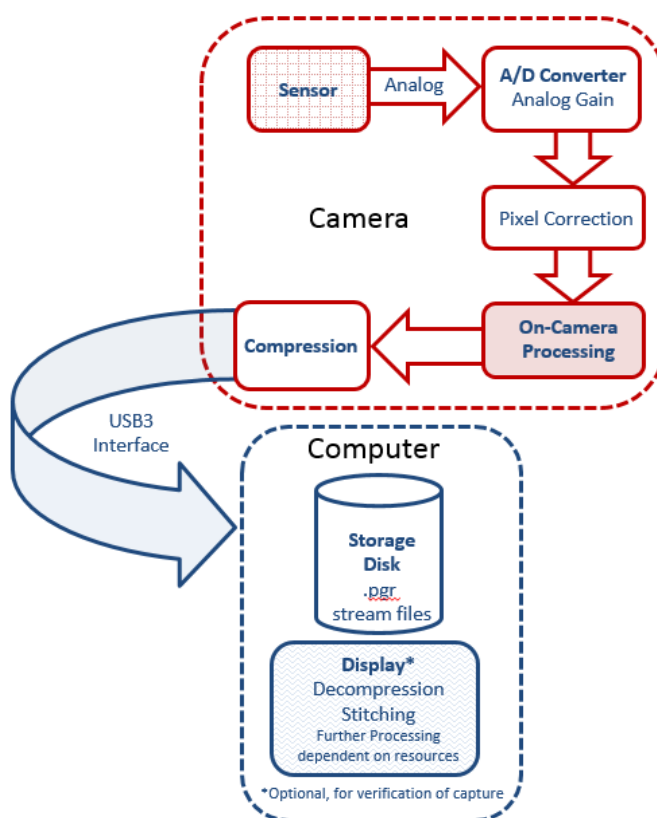 Sensor
Analog
A/D Converter
Analog Gain
Camera
Pixel Correction
On-Camera
Processing
Compression
USB3
Interface
Computer
Storage
Disk
.pgr
stream files
Display*
Decompression
Stitching
Further Processing
dependent on resources
*Optional, for verification of capture